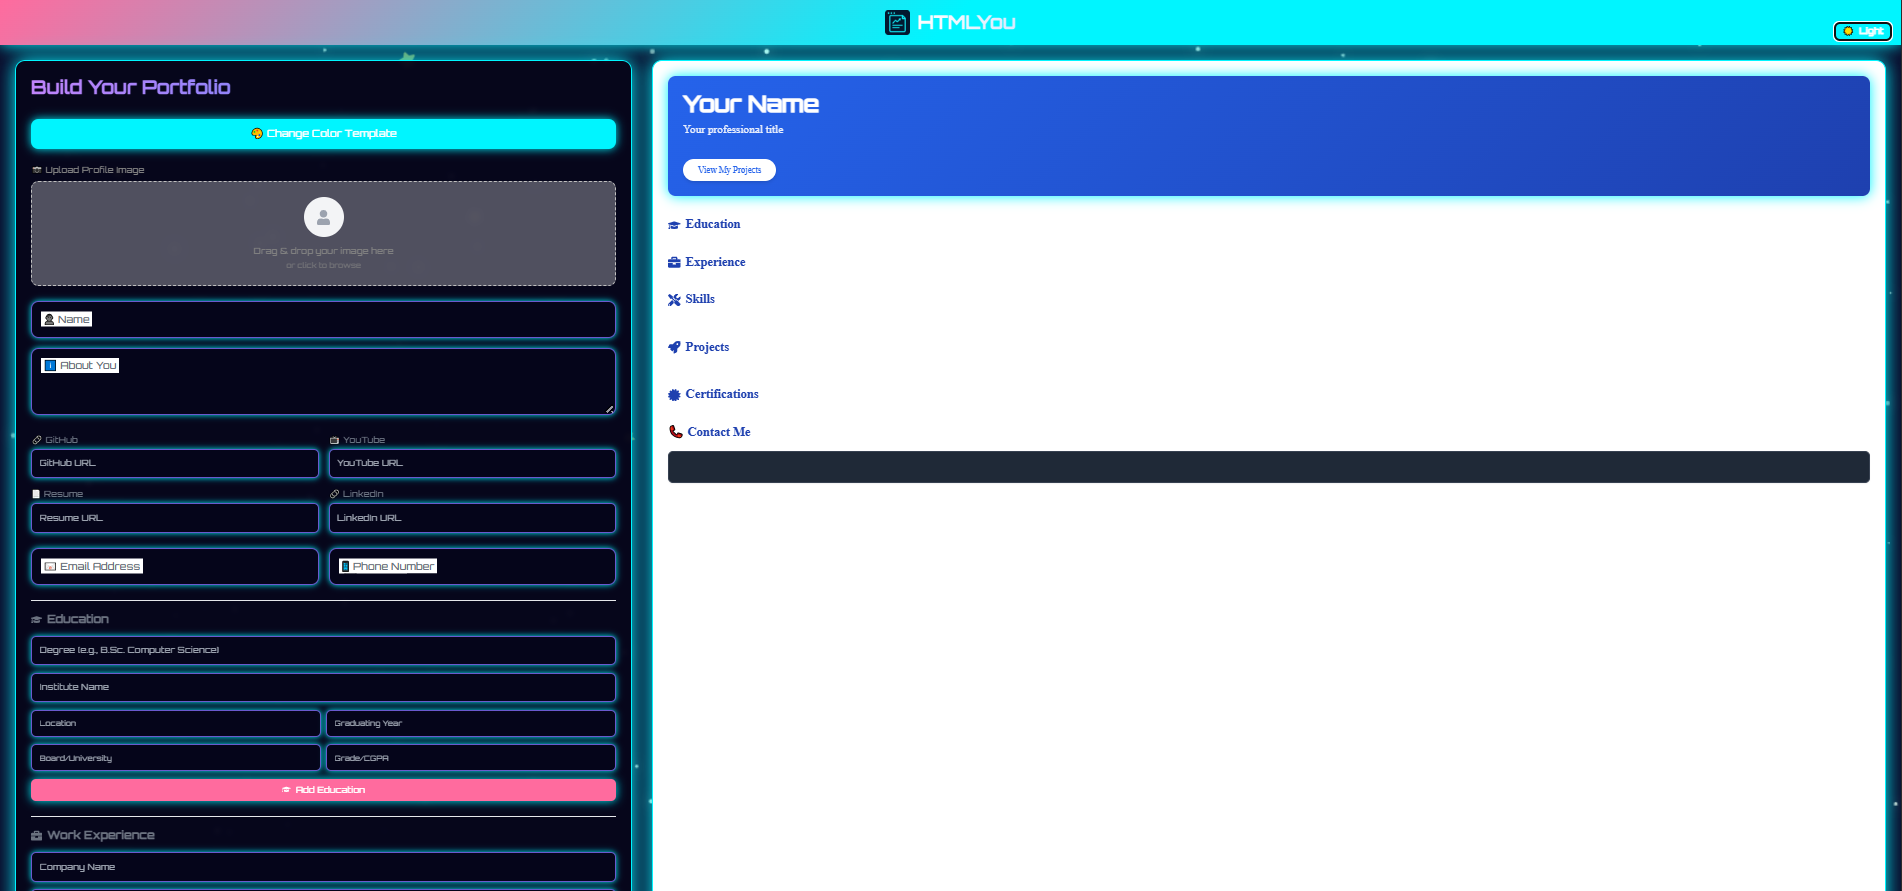 HTMLYou
Light
Build Your Portfolio
Change Color Template
Upload Profile Image
Drag & drop your image here
or click to browse
Name
About You
GitHub
YouTube
GitHub URL
YouTube URL
Resume
LinkedIn
Resume URL
LinkedIn URL
Email Address
Phone Number
Education
Degree (e.g., B.Sc. Computer Science)
Institute Name
Location
Graduating Year
Board/University
Grade/CGPA
Add Education
Work Experience
Company Name
Your Name
Your professional title
View My Projects
Education
Experience
Skills
Projects
Certifications
Contact Me